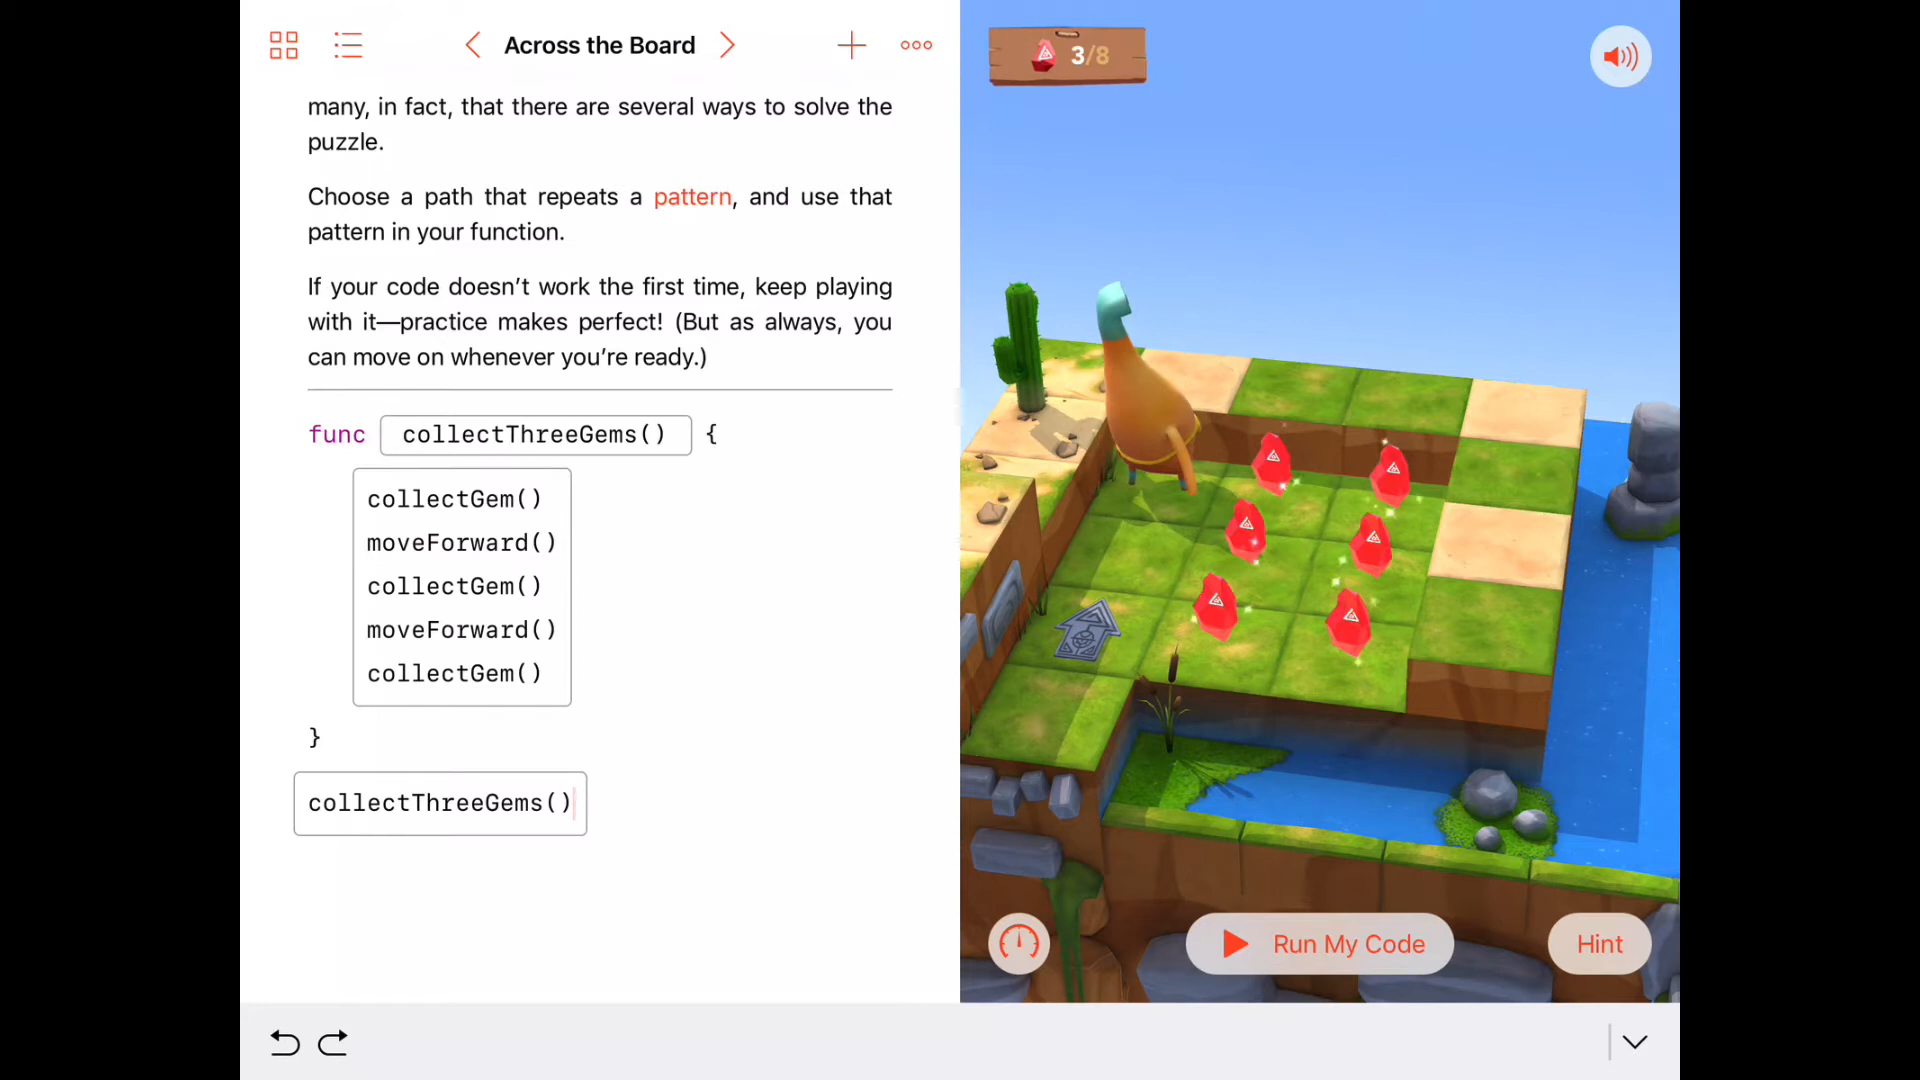 Across the Board
many, in fact, that there are several ways to solve the
puzzle.
Choose a path that repeats a pattern, and use that
pattern in your function.
If your code doesn’t work the first time, keep playing
with it—practice makes perfect! (But as always, you
can move on whenever you’re ready.)
func collectThreeGems() {
collectGem()
moveForward()
collectGem()
moveForward()
collectGem()
}
collectThreeGems()
3/8
Run My Code
Hint